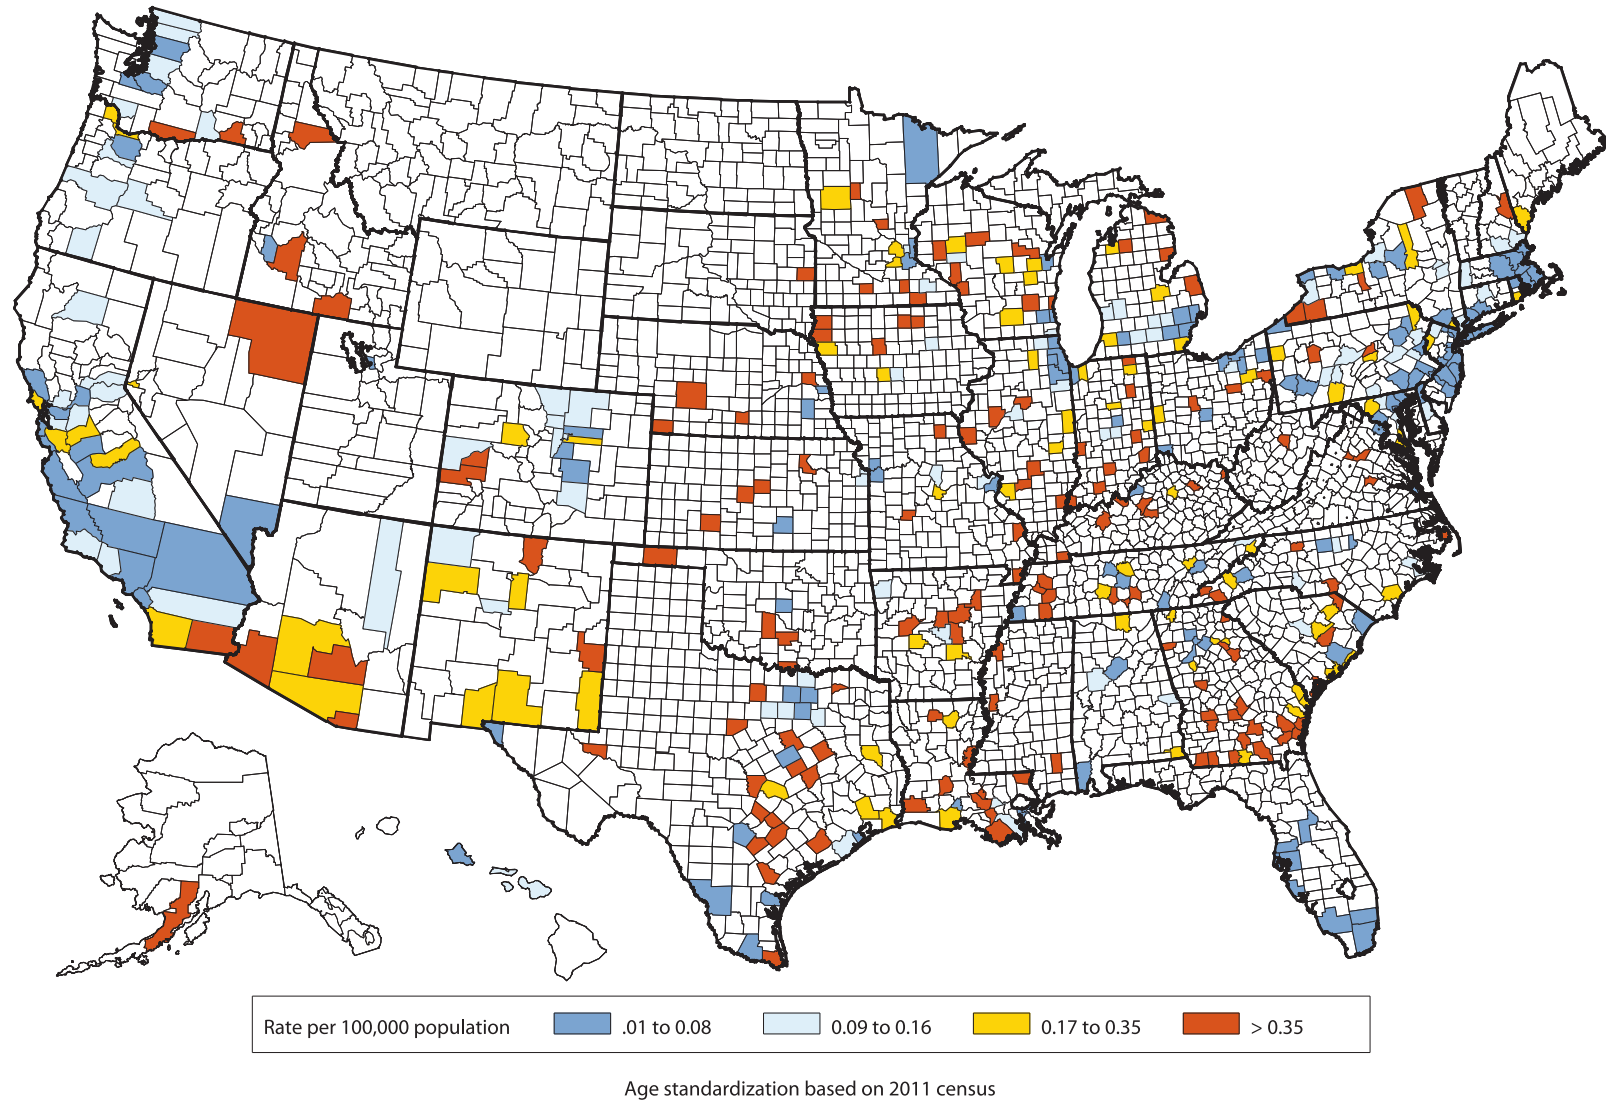 Rate per 100,000 population .01 to 0.08 0.09 to 0.16 0.17 to 0.35 > 0.35
Age standardization based on 2011 census